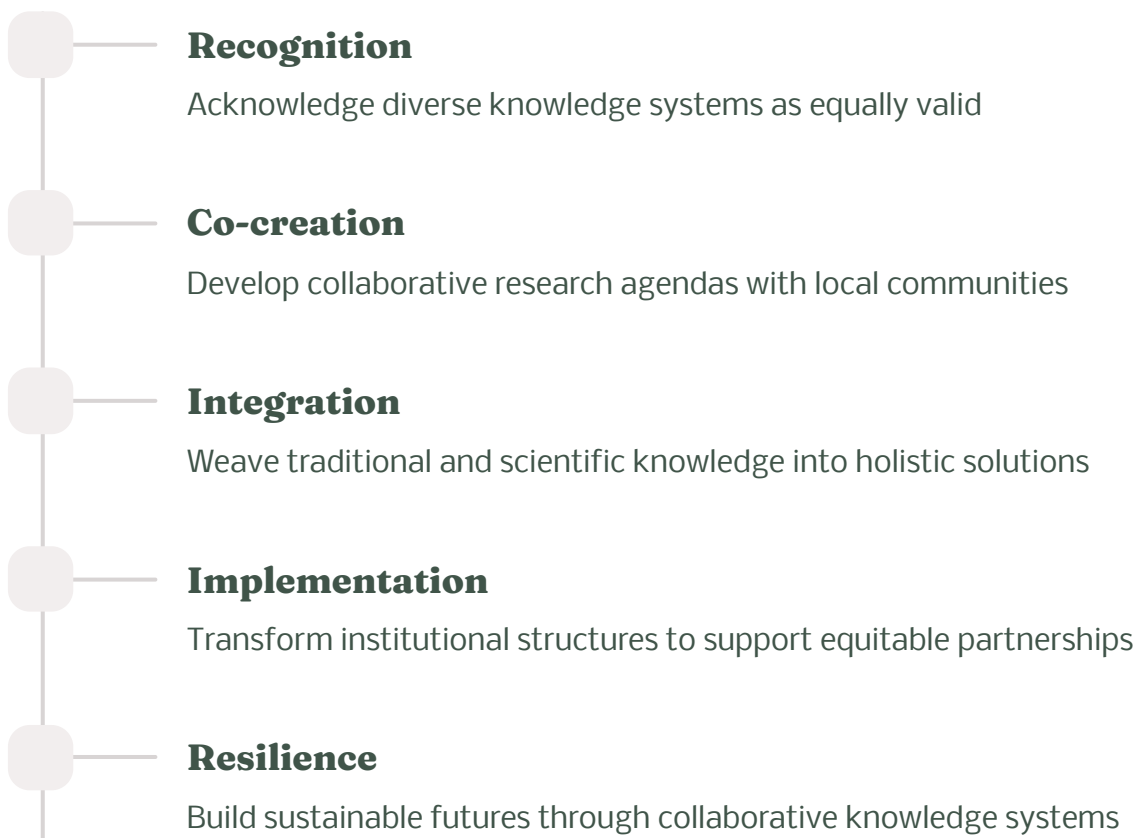 Recognition
Acknowledge diverse knowledge systems as equally valid
Co-creation
Develop collaborative research agendas with local communities
Integration
Weave traditional and scientific knowledge into holistic solutions
Implementation
Transform institutional structures to support equitable partnerships
Resilience
Build sustainable futures through collaborative knowledge systems